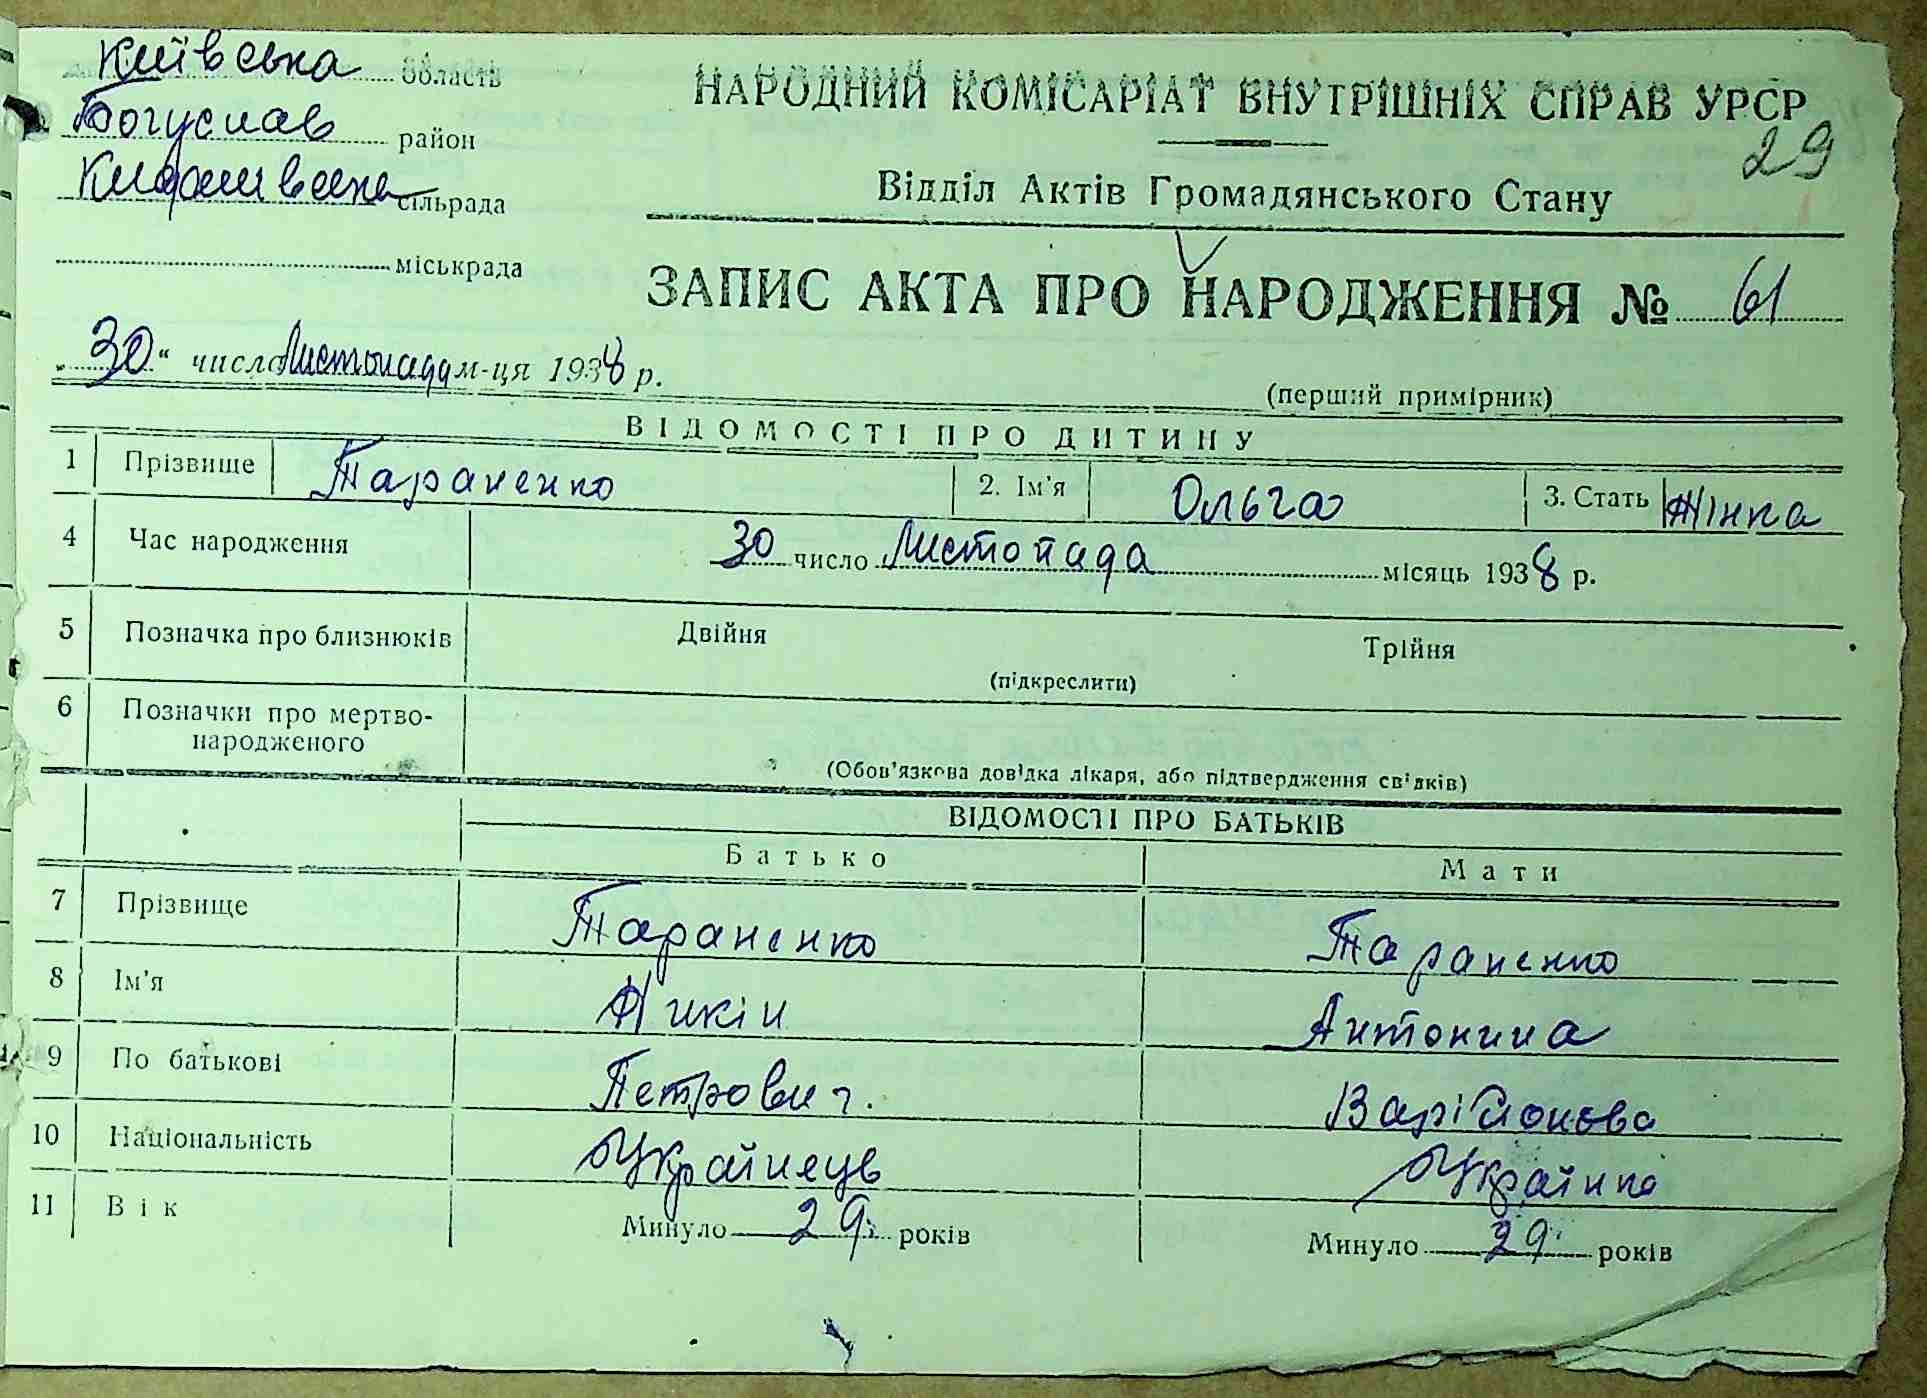 Київська область
Богуслав район
сільрада
міськрада
НАРОДНИЙ КОМІСАРІАТ ВНУТРІШНІХ СПРАВ УРСР
29
Відділ Актів Громадянського Стану
ЗАПИС АКТА ПРО НАРОДЖЕННЯ № 61
„30“ число Листопада м-ця 1938 р.
(перший примірник)
ВІДОМОСТІ ПРО ДИТИНУ
1 Прізвище Тараненко 2. Ім'я Ольга 3. Стать Жінка
4 Час народження 30 число Листопада місяць 1938 р.
5 Позначка про близнюків Двійня Трійня
(підкреслити)
6 Позначки про мертво-
народженого
(Обов'язкова довідка лікаря, або підтвердження свідків)
ВІДОМОСТІ ПРО БАТЬКІВ
Батько Мати
7 Прізвище Тараненко Тараненко
8 Ім'я Антонина
9 По батькові Петрович.
10 Національність Українець Українка
11 Вік Минуло 29 років Минуло 29 років